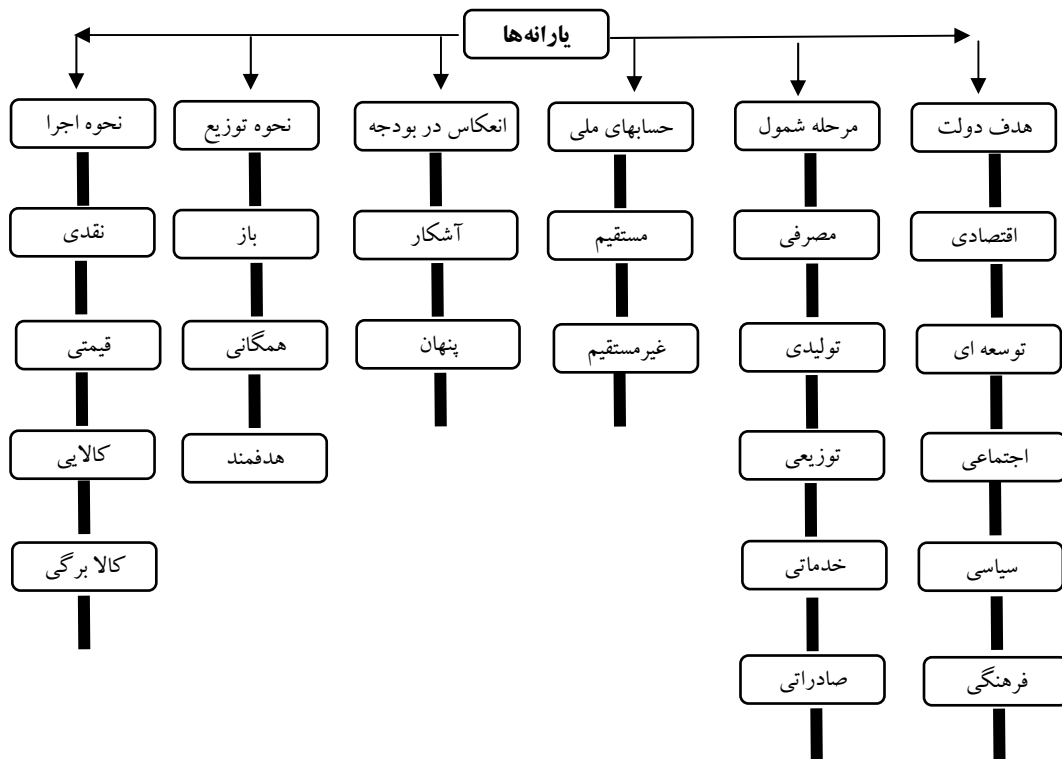 یارانه‌ها
هدف دولت
مرحله شمول
حسابهای ملی
انعکاس در بودجه
نحوه توزیع
نحوه اجرا
اقتصادی
مصرفی
مستقیم
آشکار
باز
نقدی
توسعه ای
تولیدی
غیرمستقیم
پنهان
همگانی
قیمتی
اجتماعی
توزیعی
هدفمند
کالایی
سیاسی
خدماتی
کالا برگی
فرهنگی
صادراتی